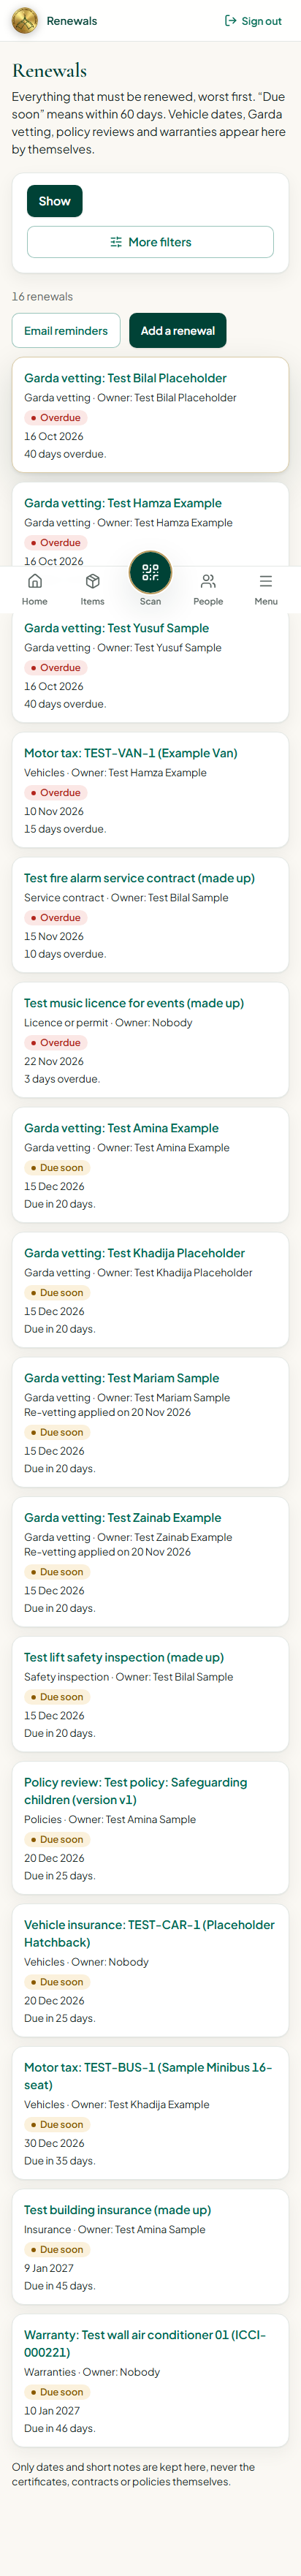 Renewals
Sign out
Renewals
Everything that must be renewed, worst first. “Due
soon” means within 60 days. Vehicle dates, Garda
vetting, policy reviews and warranties appear here
by themselves.
Show
More filters
16 renewals
Email reminders
Add a renewal
Garda vetting: Test Bilal Placeholder
Garda vetting · Owner: Test Bilal Placeholder
Overdue
16 Oct 2026
40 days overdue.
Garda vetting: Test Hamza Example
Garda vetting · Owner: Test Hamza Example
Overdue
16 Oct 2026
Home
Items
Scan
People
Menu
Garda vetting: Test Yusuf Sample
Garda vetting · Owner: Test Yusuf Sample
Overdue
16 Oct 2026
40 days overdue.
Motor tax: TEST-VAN-1 (Example Van)
Vehicles · Owner: Test Hamza Example
Overdue
10 Nov 2026
15 days overdue.
Test fire alarm service contract (made up)
Service contract · Owner: Test Bilal Sample
Overdue
15 Nov 2026
10 days overdue.
Test music licence for events (made up)
Licence or permit · Owner: Nobody
Overdue
22 Nov 2026
3 days overdue.
Garda vetting: Test Amina Example
Garda vetting · Owner: Test Amina Example
Due soon
15 Dec 2026
Due in 20 days.
Garda vetting: Test Khadija Placeholder
Garda vetting · Owner: Test Khadija Placeholder
Due soon
15 Dec 2026
Due in 20 days.
Garda vetting: Test Mariam Sample
Garda vetting · Owner: Test Mariam Sample
Re-vetting applied on 20 Nov 2026
Due soon
15 Dec 2026
Due in 20 days.
Garda vetting: Test Zainab Example
Garda vetting · Owner: Test Zainab Example
Re-vetting applied on 20 Nov 2026
Due soon
15 Dec 2026
Due in 20 days.
Test lift safety inspection (made up)
Safety inspection · Owner: Test Bilal Sample
Due soon
15 Dec 2026
Due in 20 days.
Policy review: Test policy: Safeguarding
children (version v1)
Policies · Owner: Test Amina Sample
Due soon
20 Dec 2026
Due in 25 days.
Vehicle insurance: TEST-CAR-1 (Placeholder
Hatchback)
Vehicles · Owner: Nobody
Due soon
20 Dec 2026
Due in 25 days.
Motor tax: TEST-BUS-1 (Sample Minibus 16-
seat)
Vehicles · Owner: Test Khadija Example
Due soon
30 Dec 2026
Due in 35 days.
Test building insurance (made up)
Insurance · Owner: Test Amina Sample
Due soon
9 Jan 2027
Due in 45 days.
Warranty: Test wall air conditioner 01 (ICCI-
000221)
Warranties · Owner: Nobody
Due soon
10 Jan 2027
Due in 46 days.
Only dates and short notes are kept here, never the
certificates, contracts or policies themselves.